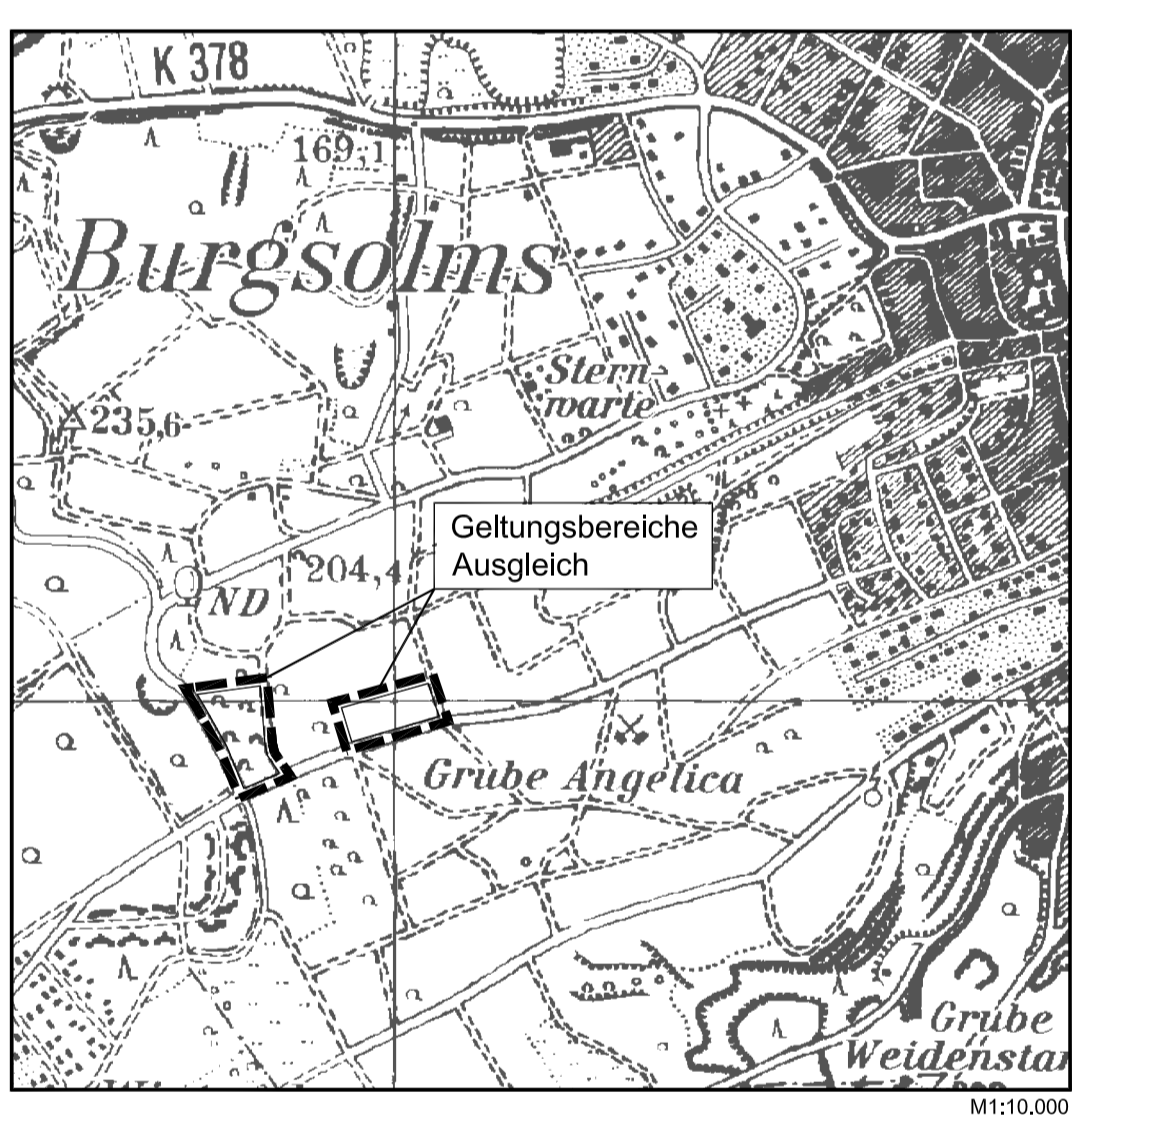 K 378
169,1
Burgsolms
Stern-
warte
235,6
Geltungsbereiche
Ausgleich
204,4
ND
Grube Angelica
Grube
Weidenstan
M1:10.000